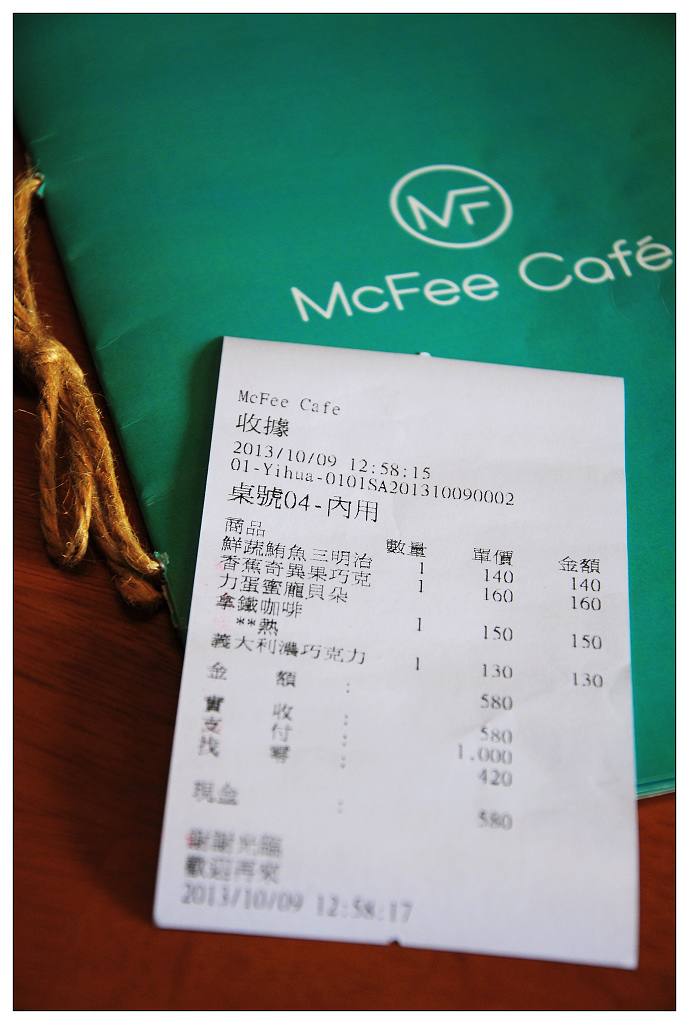 MF
McFee Café
McFee Cafe
收據
2013/10/09 12:58:15
01-Yihua-0101SA201310090002
桌號04-內用
商品 數量 單價 金額
鮮蔬鮪魚三明治 1 140 140
香蕉奇異果巧克 1 160 160
力蛋蜜龐貝朵
拿鐵咖啡
**熱 1 150 150
義大利濃巧克力 1 130 130
金 額 : 580
實 收 : 580
支 付 : 1,000
找 零 : 420
現金 : 580
謝謝光臨
歡迎再來
2013/10/09 12:58:17